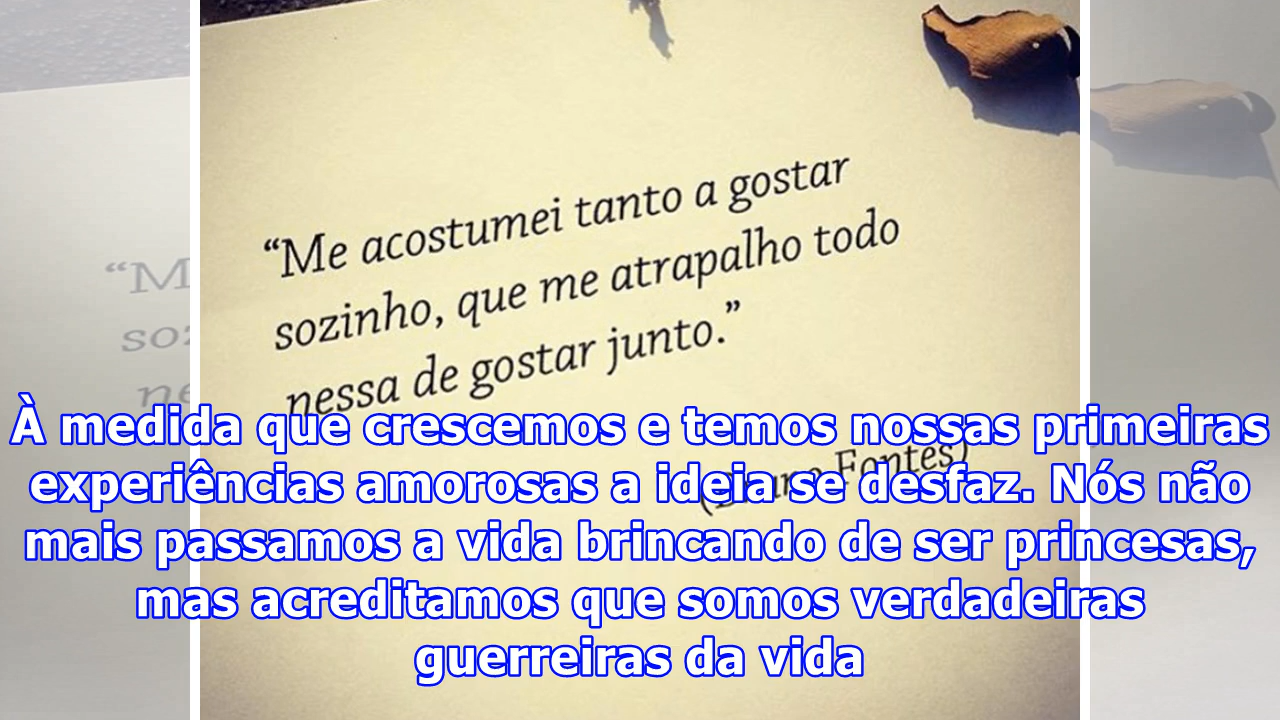 “Me acostumei tanto a gostar
sozinho, que me atrapalho todo
nessa de gostar junto.”
Fontes)
À medida que crescemos e temos nossas primeiras
experiências amorosas a ideia se desfaz. Nós não
mais passamos a vida brincando de ser princesas,
mas acreditamos que somos verdadeiras
guerreiras da vida